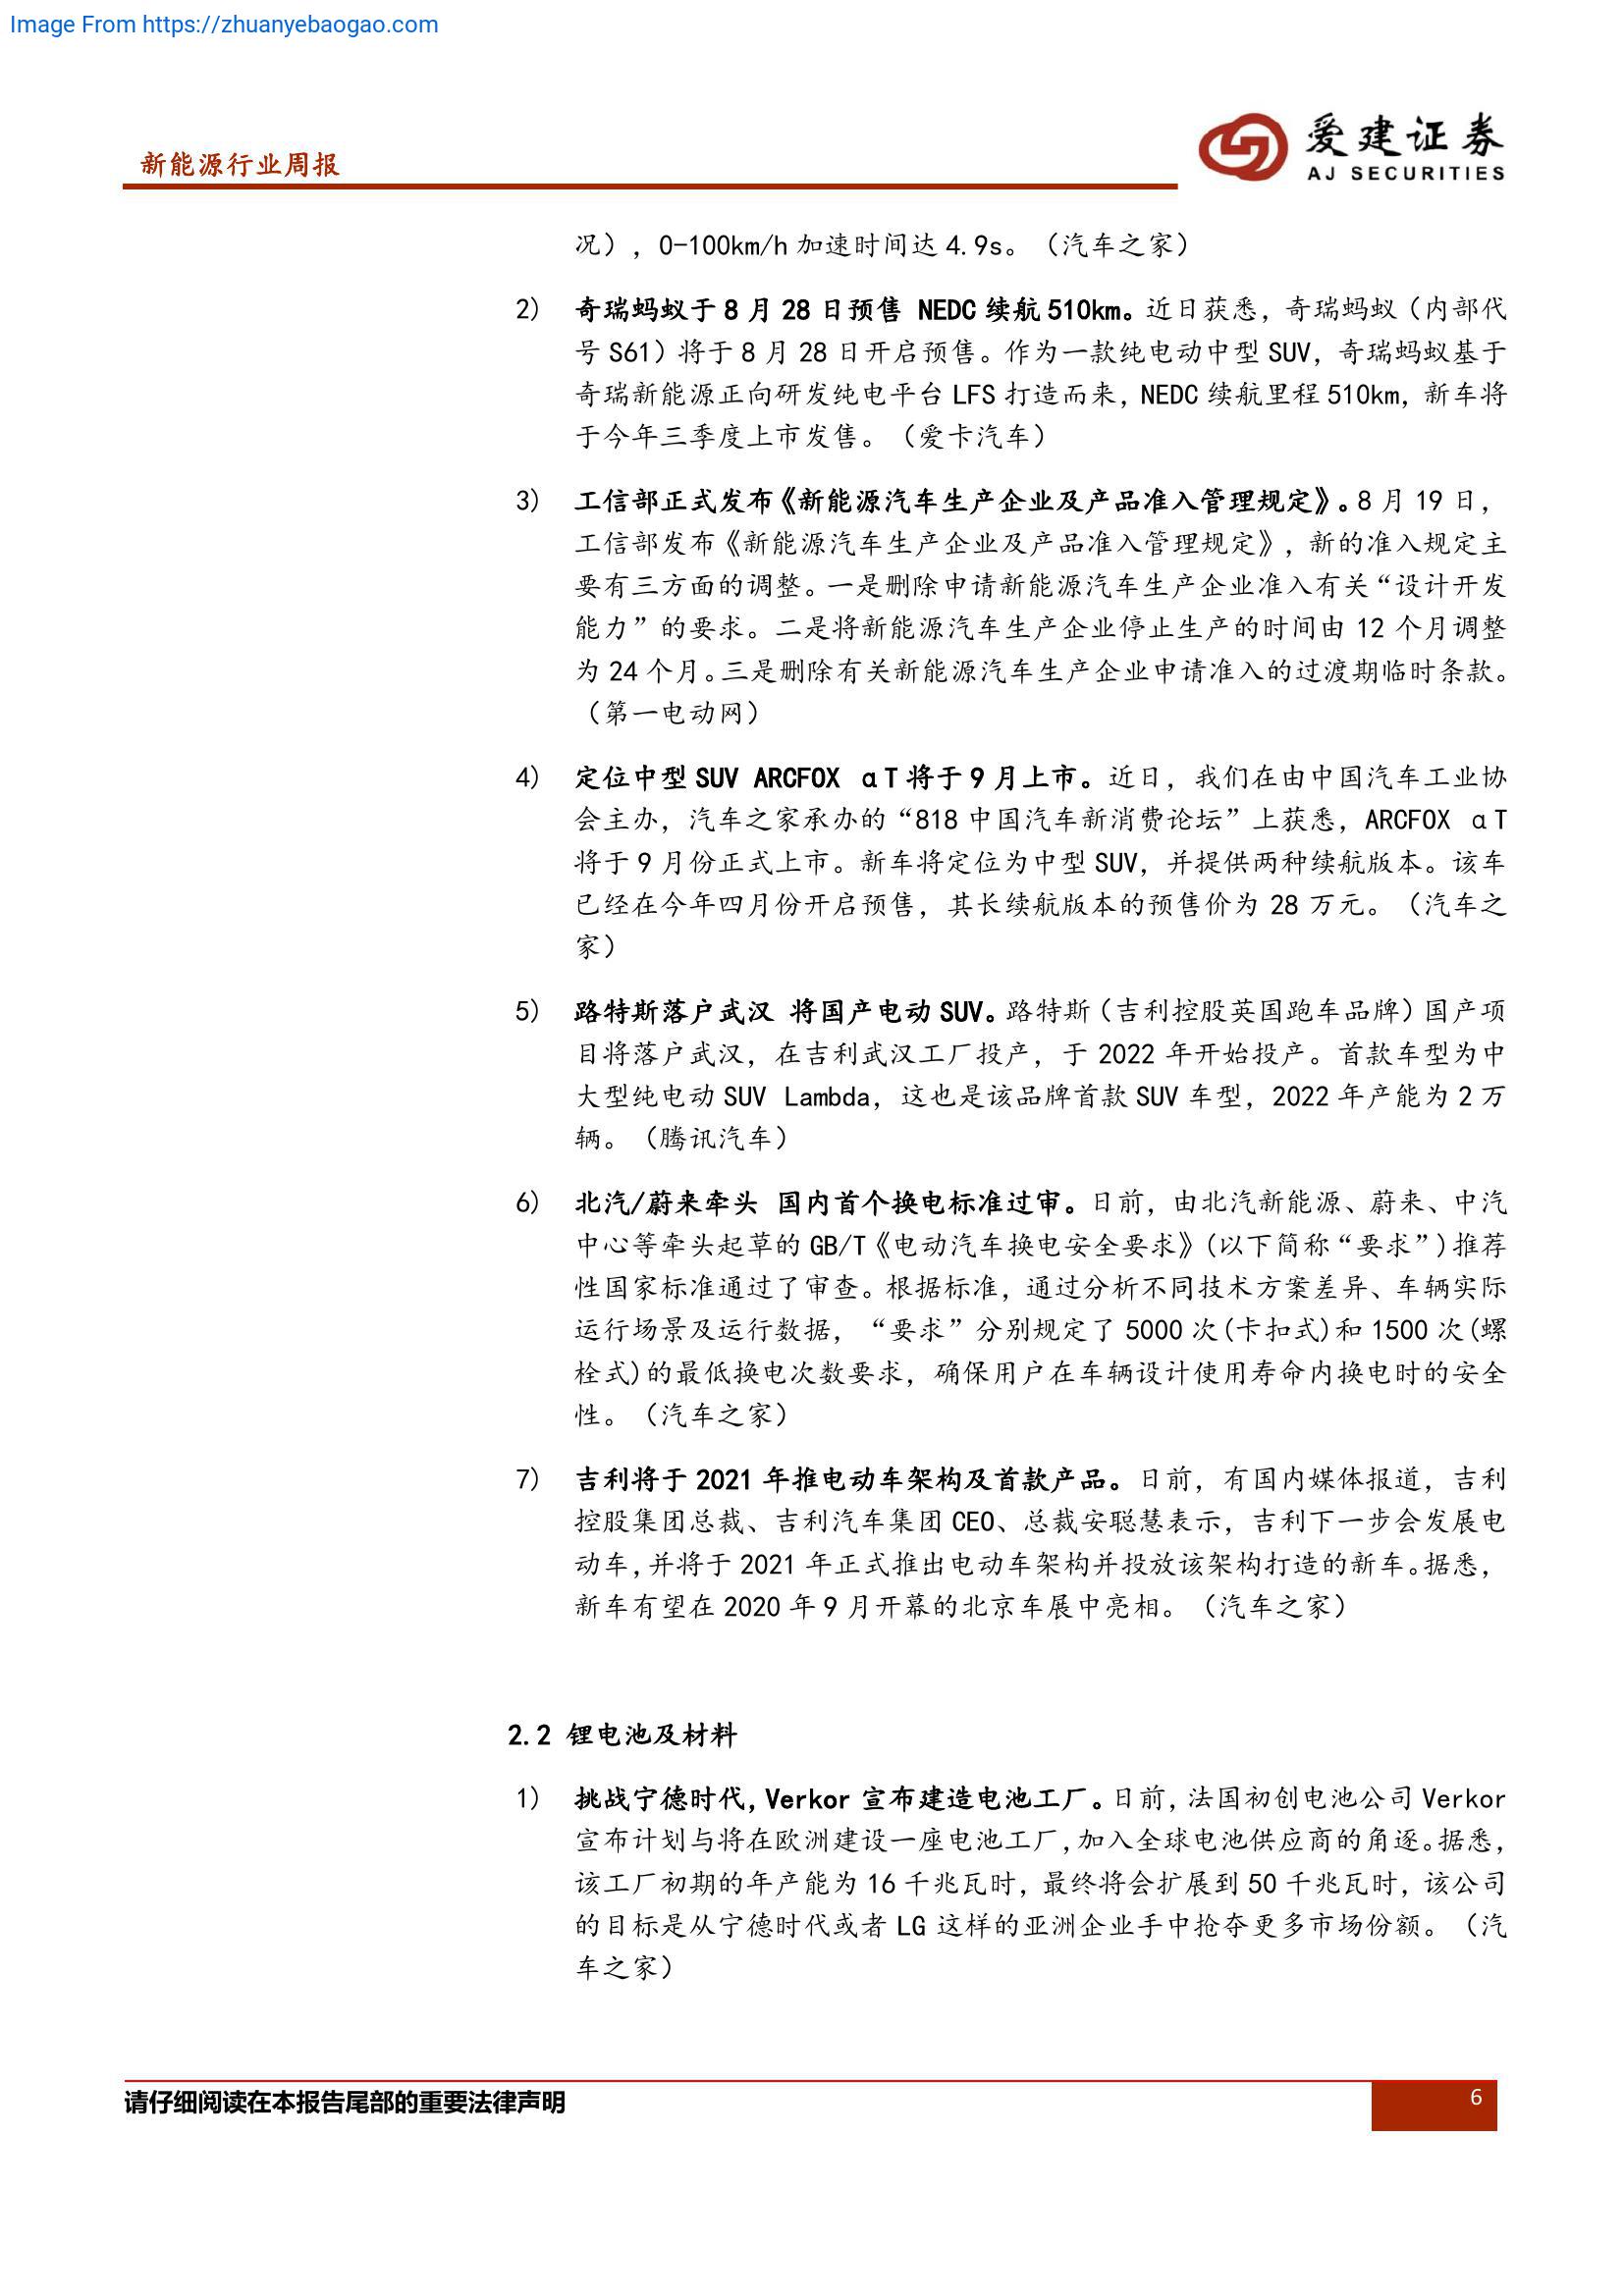 Image From https://zhuanyebaogao.com
新能源行业周报
爱建证券
AJ SECURITIES
况），0-100km/h 加速时间达 4.9s。（汽车之家）
2） 奇瑞蚂蚁于 8 月 28 日预售 NEDC 续航 510km。近日获悉，奇瑞蚂蚁（内部代
号 S61）将于 8 月 28 日开启预售。作为一款纯电动中型 SUV，奇瑞蚂蚁基于
奇瑞新能源正向研发纯电平台 LFS 打造而来，NEDC 续航里程 510km，新车将
于今年三季度上市发售。（爱卡汽车）
3） 工信部正式发布《新能源汽车生产企业及产品准入管理规定》。8 月 19 日，
工信部发布《新能源汽车生产企业及产品准入管理规定》，新的准入规定主
要有三方面的调整。一是删除申请新能源汽车生产企业准入有关“设计开发
能力”的要求。二是将新能源汽车生产企业停止生产的时间由 12 个月调整
为 24 个月。三是删除有关新能源汽车生产企业申请准入的过渡期临时条款。
（第一电动网）
4） 定位中型 SUV ARCFOX αT 将于 9 月上市。近日，我们在由中国汽车工业协
会主办，汽车之家承办的“818 中国汽车新消费论坛”上获悉，ARCFOX αT
将于 9 月份正式上市。新车将定位为中型 SUV，并提供两种续航版本。该车
已经在今年四月份开启预售，其长续航版本的预售价为 28 万元。（汽车之
家）
5） 路特斯落户武汉 将国产电动 SUV。路特斯（吉利控股英国跑车品牌）国产项
目将落户武汉，在吉利武汉工厂投产，于 2022 年开始投产。首款车型为中
大型纯电动 SUV Lambda，这也是该品牌首款 SUV 车型，2022 年产能为 2 万
辆。（腾讯汽车）
6） 北汽/蔚来牵头 国内首个换电标准过审。日前，由北汽新能源、蔚来、中汽
中心等牵头起草的 GB/T《电动汽车换电安全要求》(以下简称“要求”)推荐
性国家标准通过了审查。根据标准，通过分析不同技术方案差异、车辆实际
运行场景及运行数据，“要求”分别规定了 5000 次(卡扣式)和 1500 次(螺
栓式)的最低换电次数要求，确保用户在车辆设计使用寿命内换电时的安全
性。（汽车之家）
7） 吉利将于 2021 年推电动车架构及首款产品。日前，有国内媒体报道，吉利
控股集团总裁、吉利汽车集团 CEO、总裁安聪慧表示，吉利下一步会发展电
动车，并将于 2021 年正式推出电动车架构并投放该架构打造的新车。据悉，
新车有望在 2020 年 9 月开幕的北京车展中亮相。（汽车之家）
2.2 锂电池及材料
1） 挑战宁德时代，Verkor 宣布建造电池工厂。日前，法国初创电池公司 Verkor
宣布计划与将在欧洲建设一座电池工厂，加入全球电池供应商的角逐。据悉，
该工厂初期的年产能为 16 千兆瓦时，最终将会扩展到 50 千兆瓦时，该公司
的目标是从宁德时代或者 LG 这样的亚洲企业手中抢夺更多市场份额。（汽
车之家）
请仔细阅读在本报告尾部的重要法律声明
6